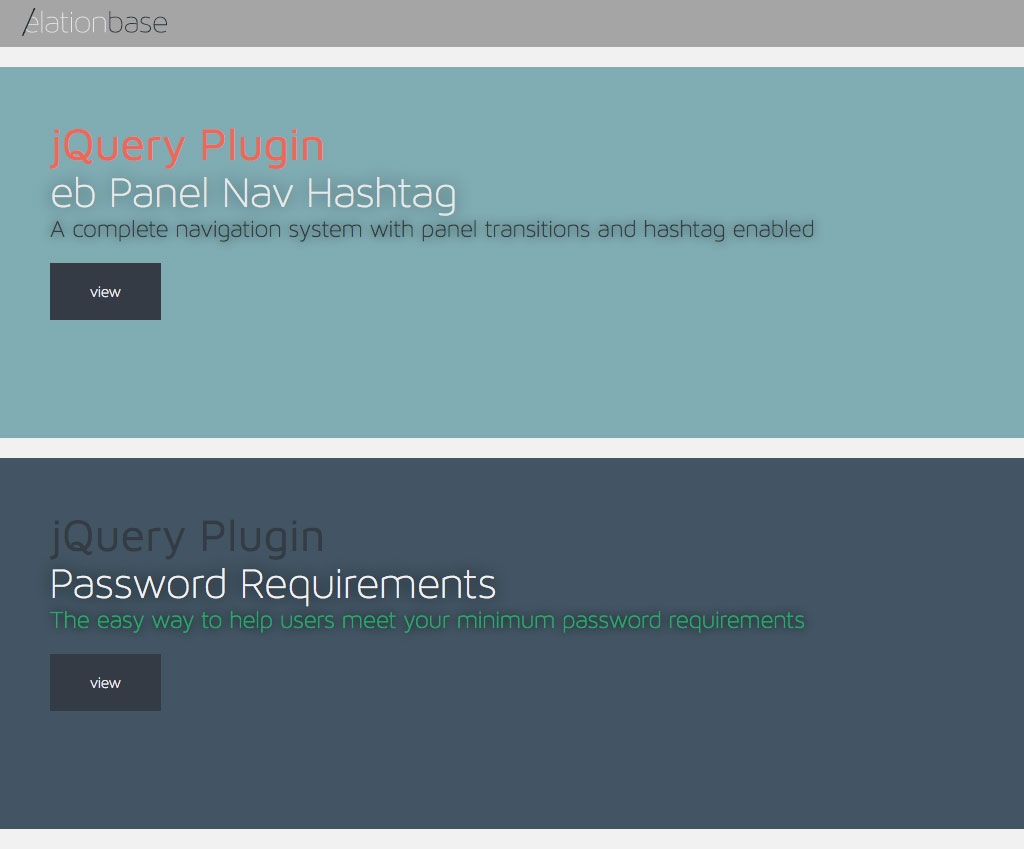 /elationbase
jQuery Plugin
eb Panel Nav Hashtag
A complete navigation system with panel transitions and hashtag enabled
view
jQuery Plugin
Password Requirements
The easy way to help users meet your minimum password requirements
view